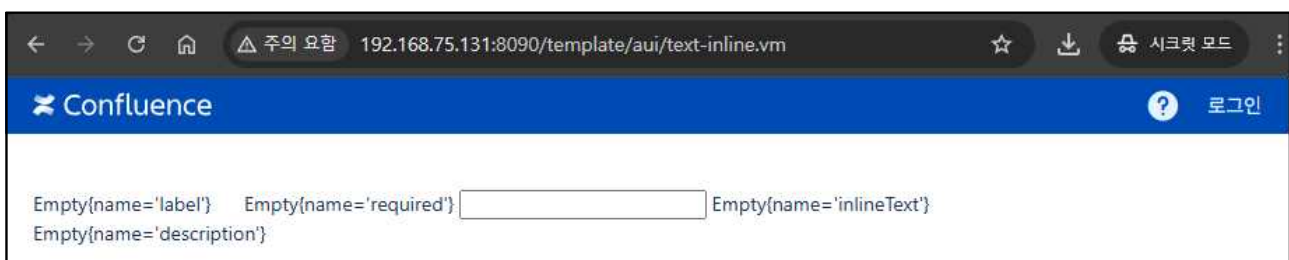 주의 요함 192.168.75.131:8090/template/aui/text-inline.vm 시크릿 모드
Confluence ? 로그인
Empty{name='label'} Empty{name='required'} Empty{name='inlineText'}
Empty{name='description'}